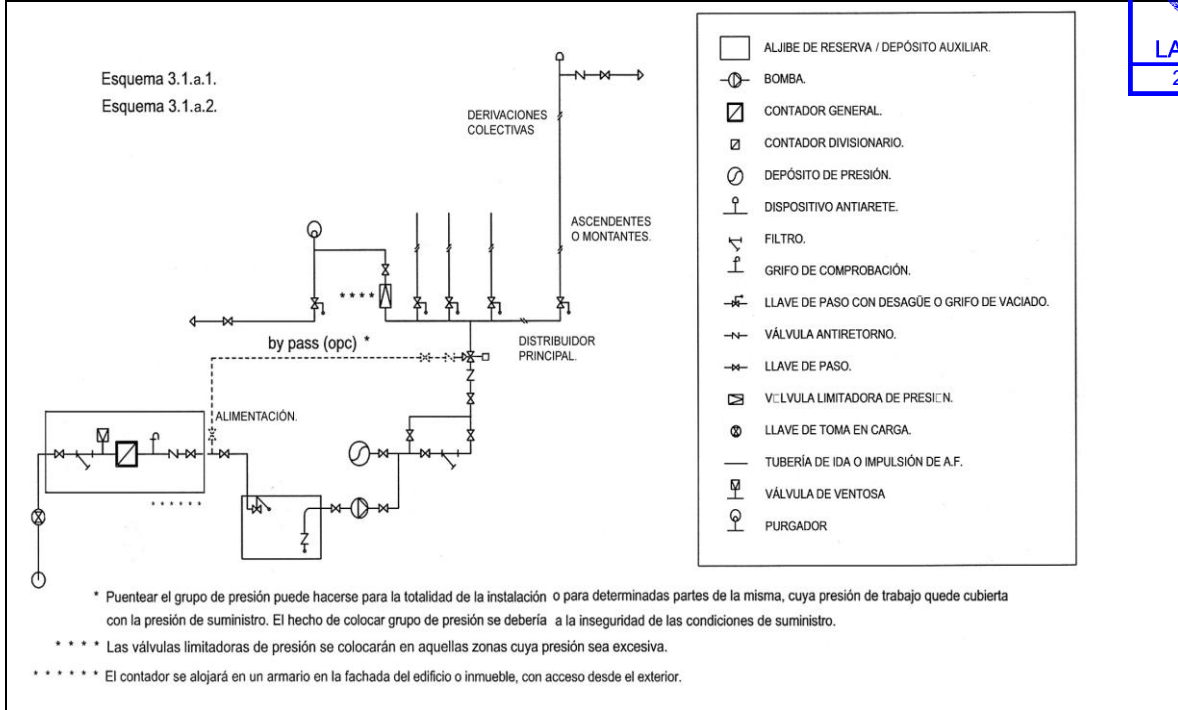 Esquema 3.1.a.1.
Esquema 3.1.a.2.
DERIVACIONES
COLECTIVAS
ASCENDENTES
O MONTANTES.
* * * *
by pass (opc) *
DISTRIBUIDOR
PRINCIPAL.
ALIMENTACIÓN.
* * * * * *
ALJIBE DE RESERVA / DEPÓSITO AUXILIAR.
BOMBA.
CONTADOR GENERAL.
CONTADOR DIVISIONARIO.
DEPÓSITO DE PRESIÓN.
DISPOSITIVO ANTIARETE.
FILTRO.
GRIFO DE COMPROBACIÓN.
LLAVE DE PASO CON DESAGÜE O GRIFO DE VACIADO.
VÁLVULA ANTIRETORNO.
LLAVE DE PASO.
V□LVULA LIMITADORA DE PRESI□N.
LLAVE DE TOMA EN CARGA.
TUBERÍA DE IDA O IMPULSIÓN DE A.F.
VÁLVULA DE VENTOSA
PURGADOR
* Puentear el grupo de presión puede hacerse para la totalidad de la instalación o para determinadas partes de la misma, cuya presión de trabajo quede cubierta
con la presión de suministro. El hecho de colocar grupo de presión se debería a la inseguridad de las condiciones de suministro.
* * * * Las válvulas limitadoras de presión se colocarán en aquellas zonas cuya presión sea excesiva.
* * * * * * El contador se alojará en un armario en la fachada del edificio o inmueble, con acceso desde el exterior.
LA
2